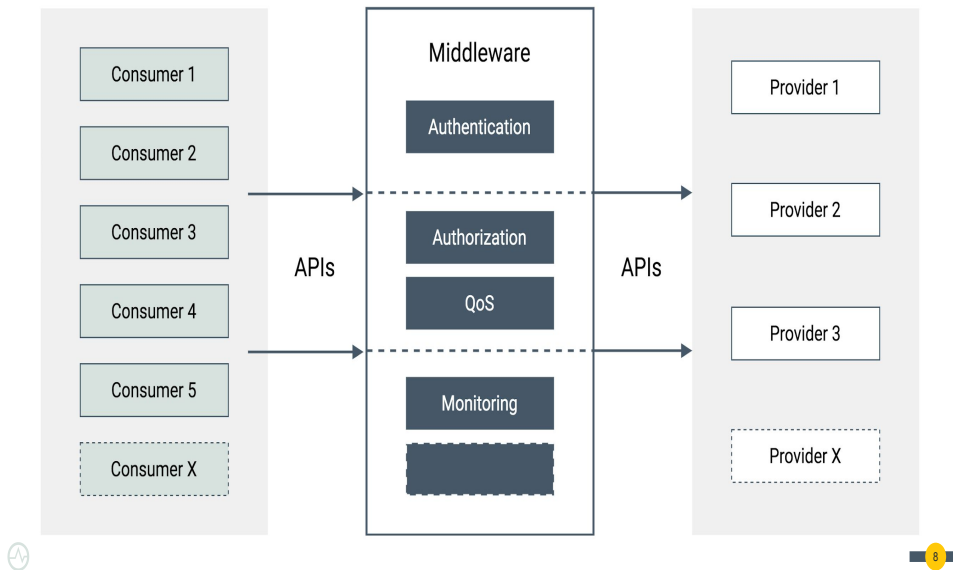 Consumer 1
Consumer 2
Consumer 3
Consumer 4
Consumer 5
Consumer X
APIs
Middleware
Authentication
Authorization
QoS
Monitoring
APIs
Provider 1
Provider 2
Provider 3
Provider X
8